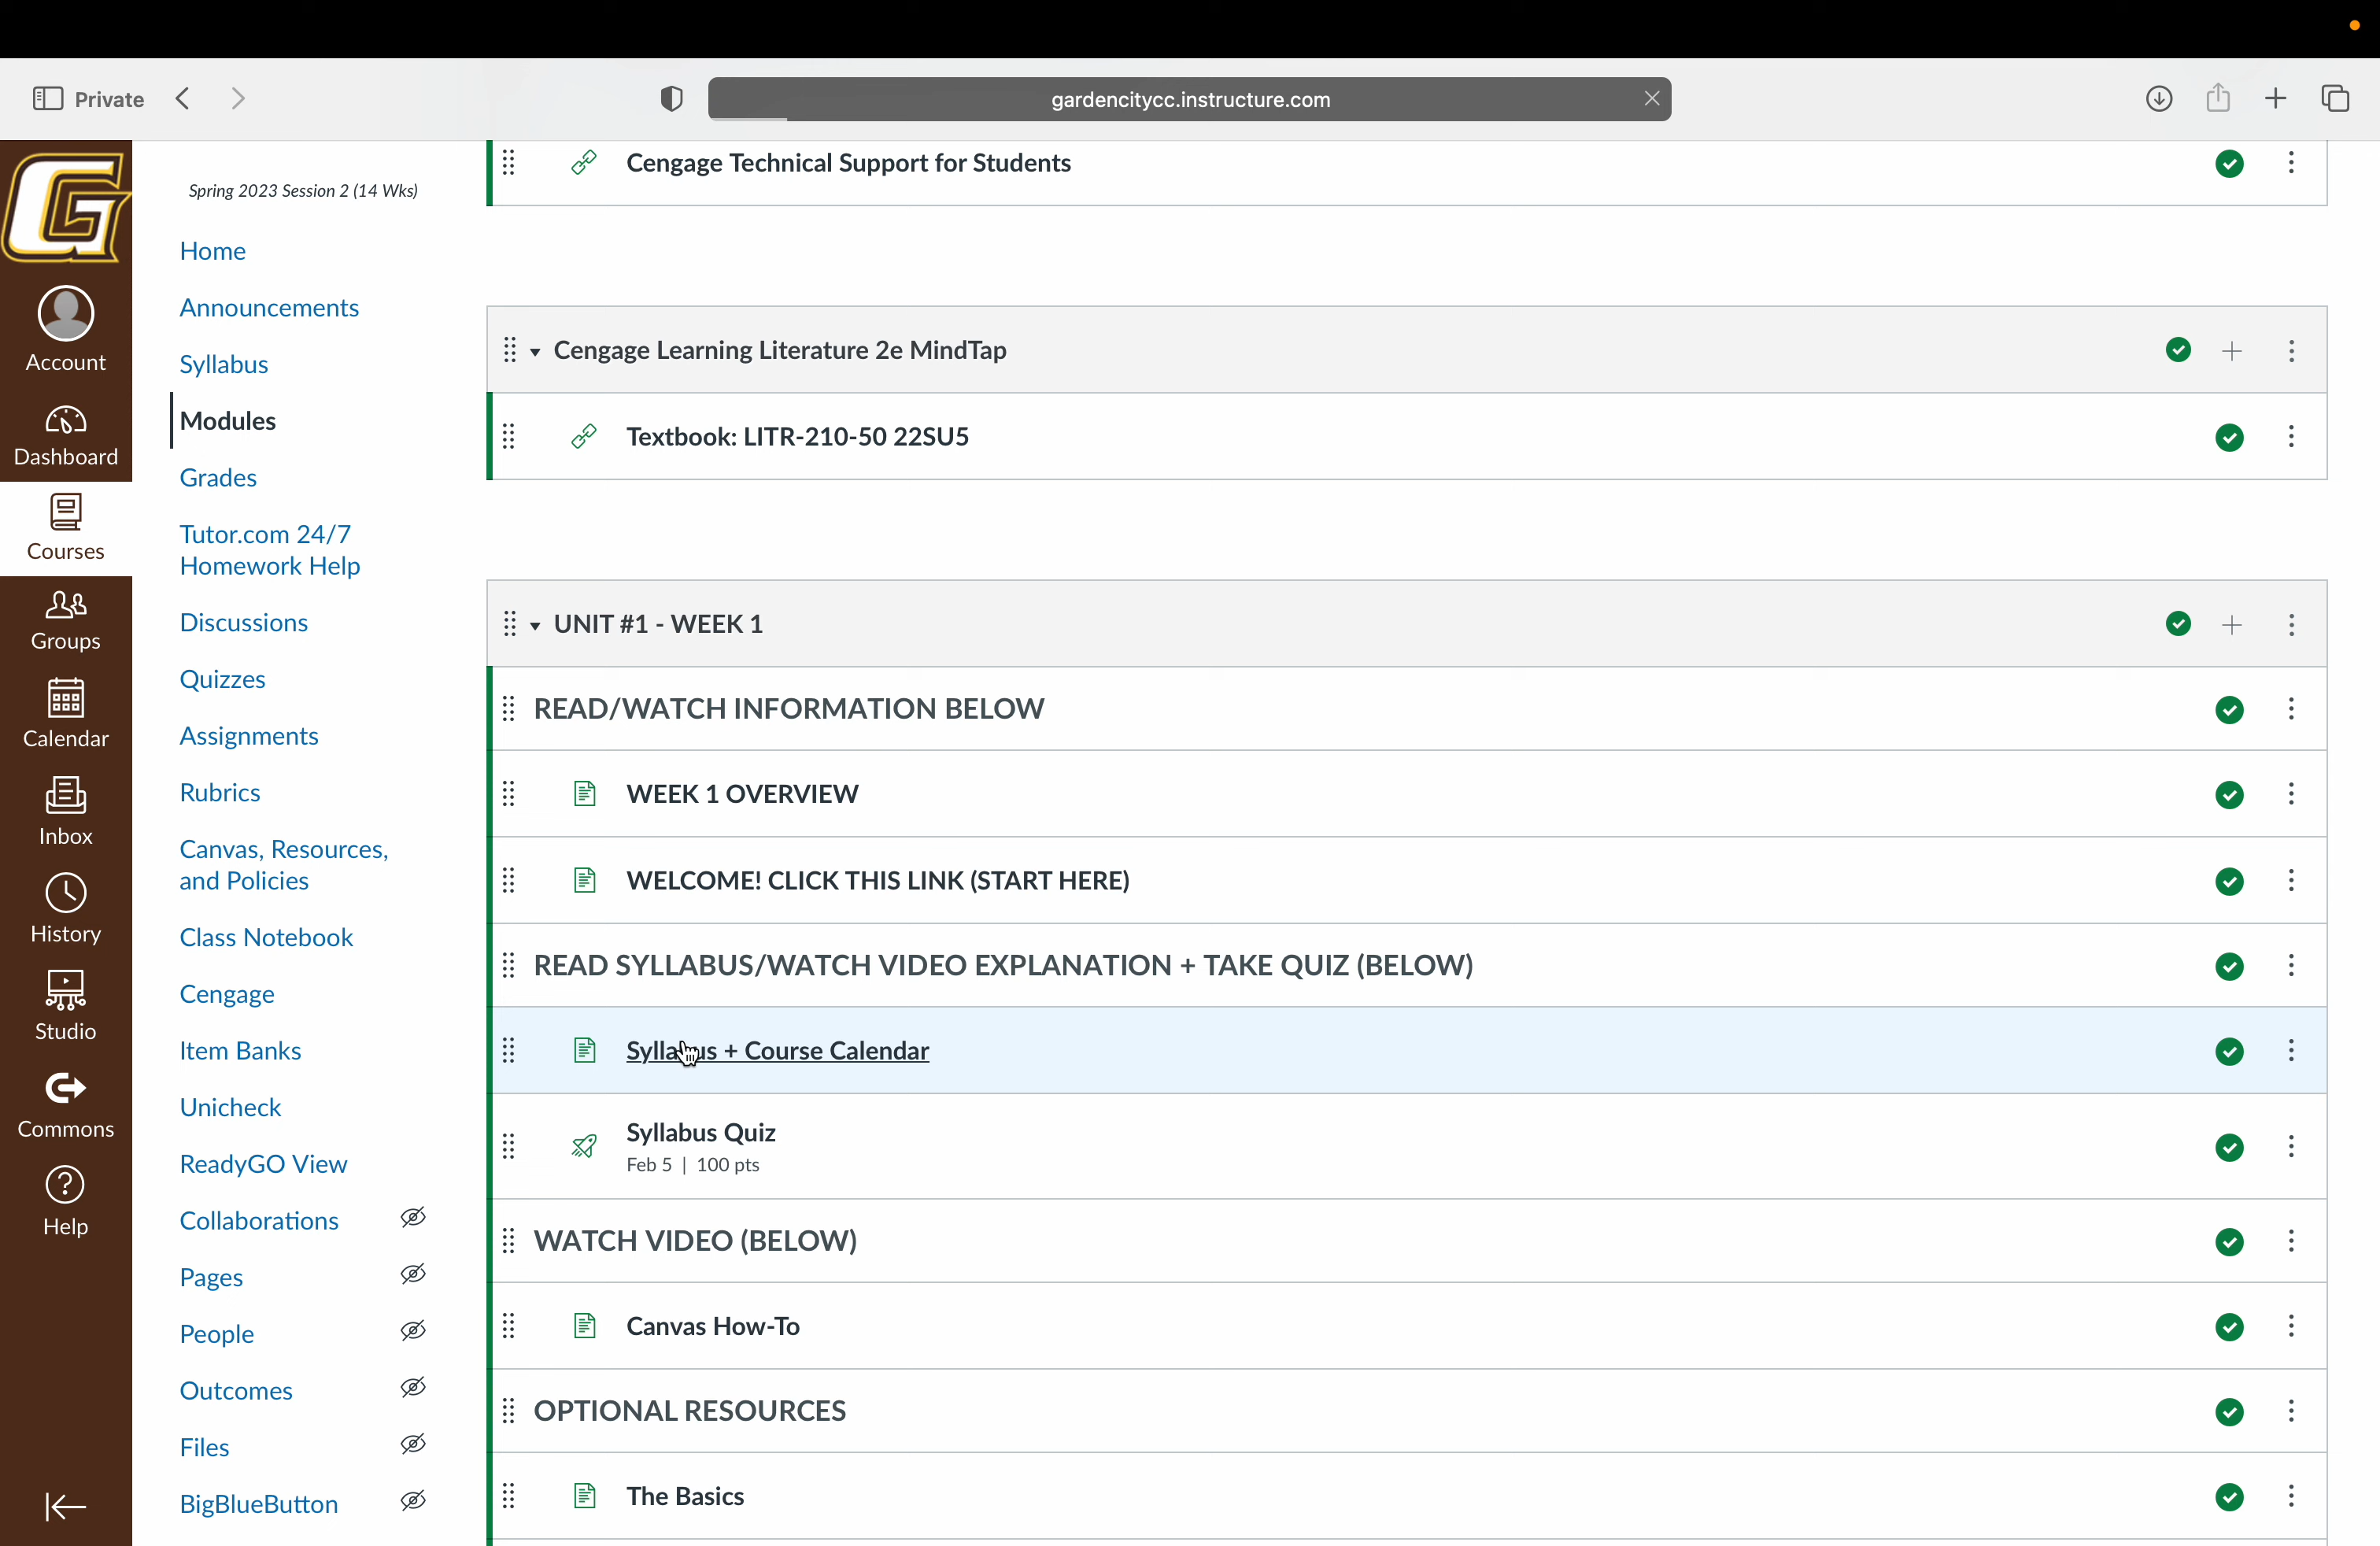 Private
gardencitycc.instructure.com
G
Account
Dashboard
Courses
Groups
Calendar
Inbox
History
Studio
Commons
Help
Spring 2023 Session 2 (14 Wks)
Home
Announcements
Syllabus
Modules
Grades
Tutor.com 24/7
Homework Help
Discussions
Quizzes
Assignments
Rubrics
Canvas, Resources,
and Policies
Class Notebook
Cengage
Item Banks
Unicheck
ReadyGO View
Collaborations
Pages
People
Outcomes
Files
BigBlueButton
Cengage Technical Support for Students
Cengage Learning Literature 2e MindTap
Textbook: LITR-210-50 22SU5
UNIT #1 - WEEK 1
READ/WATCH INFORMATION BELOW
WEEK 1 OVERVIEW
WELCOME! CLICK THIS LINK (START HERE)
READ SYLLABUS/WATCH VIDEO EXPLANATION + TAKE QUIZ (BELOW)
Syllabus + Course Calendar
Syllabus Quiz
Feb 5 | 100 pts
WATCH VIDEO (BELOW)
Canvas How-To
OPTIONAL RESOURCES
The Basics